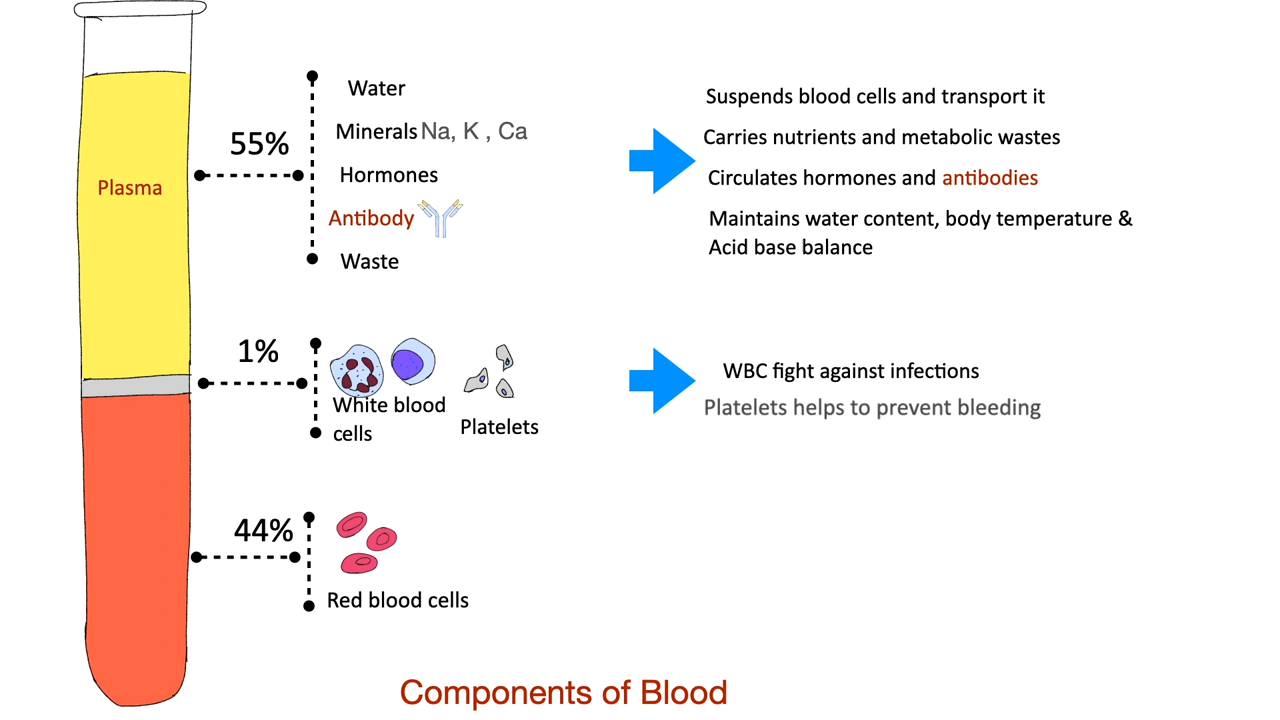 Water
Minerals Na, K , Ca
Hormones
Antibody
Waste
55%
Plasma
Suspends blood cells and transport it
Carries nutrients and metabolic wastes
Circulates hormones and antibodies
Maintains water content, body temperature &
Acid base balance
1%
White blood
cells
Platelets
WBC fight against infections
Platelets helps to prevent bleeding
44%
Red blood cells
Components of Blood